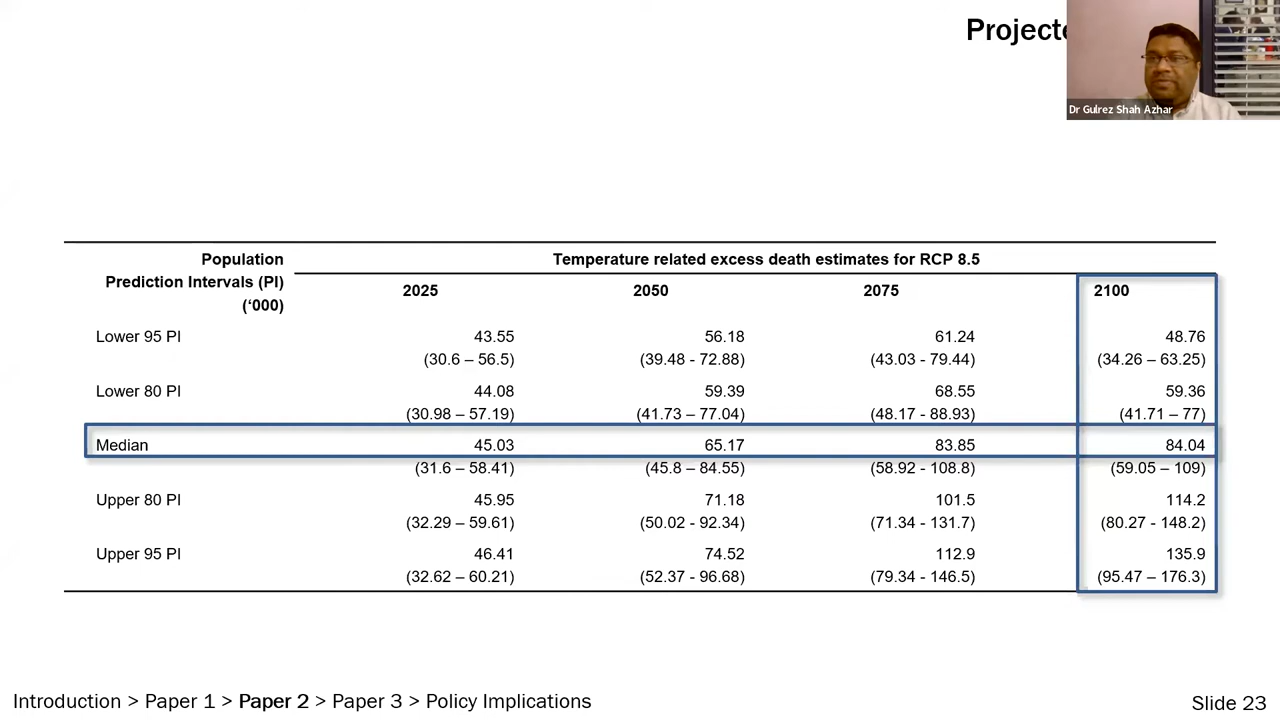 Projecte
Dr Gulrez Shah Azhar
Population
Prediction Intervals (PI)
(‘000)
Temperature related excess death estimates for RCP 8.5
2025 2050 2075 2100
Lower 95 PI 43.55 56.18 61.24 48.76
(30.6 – 56.5) (39.48 - 72.88) (43.03 - 79.44) (34.26 – 63.25)
Lower 80 PI 44.08 59.39 68.55 59.36
(30.98 – 57.19) (41.73 – 77.04) (48.17 - 88.93) (41.71 – 77)
Median 45.03 65.17 83.85 84.04
(31.6 – 58.41) (45.8 – 84.55) (58.92 - 108.8) (59.05 – 109)
Upper 80 PI 45.95 71.18 101.5 114.2
(32.29 – 59.61) (50.02 - 92.34) (71.34 - 131.7) (80.27 - 148.2)
Upper 95 PI 46.41 74.52 112.9 135.9
(32.62 – 60.21) (52.37 - 96.68) (79.34 - 146.5) (95.47 – 176.3)
Introduction > Paper 1 > Paper 2 > Paper 3 > Policy Implications
Slide 23